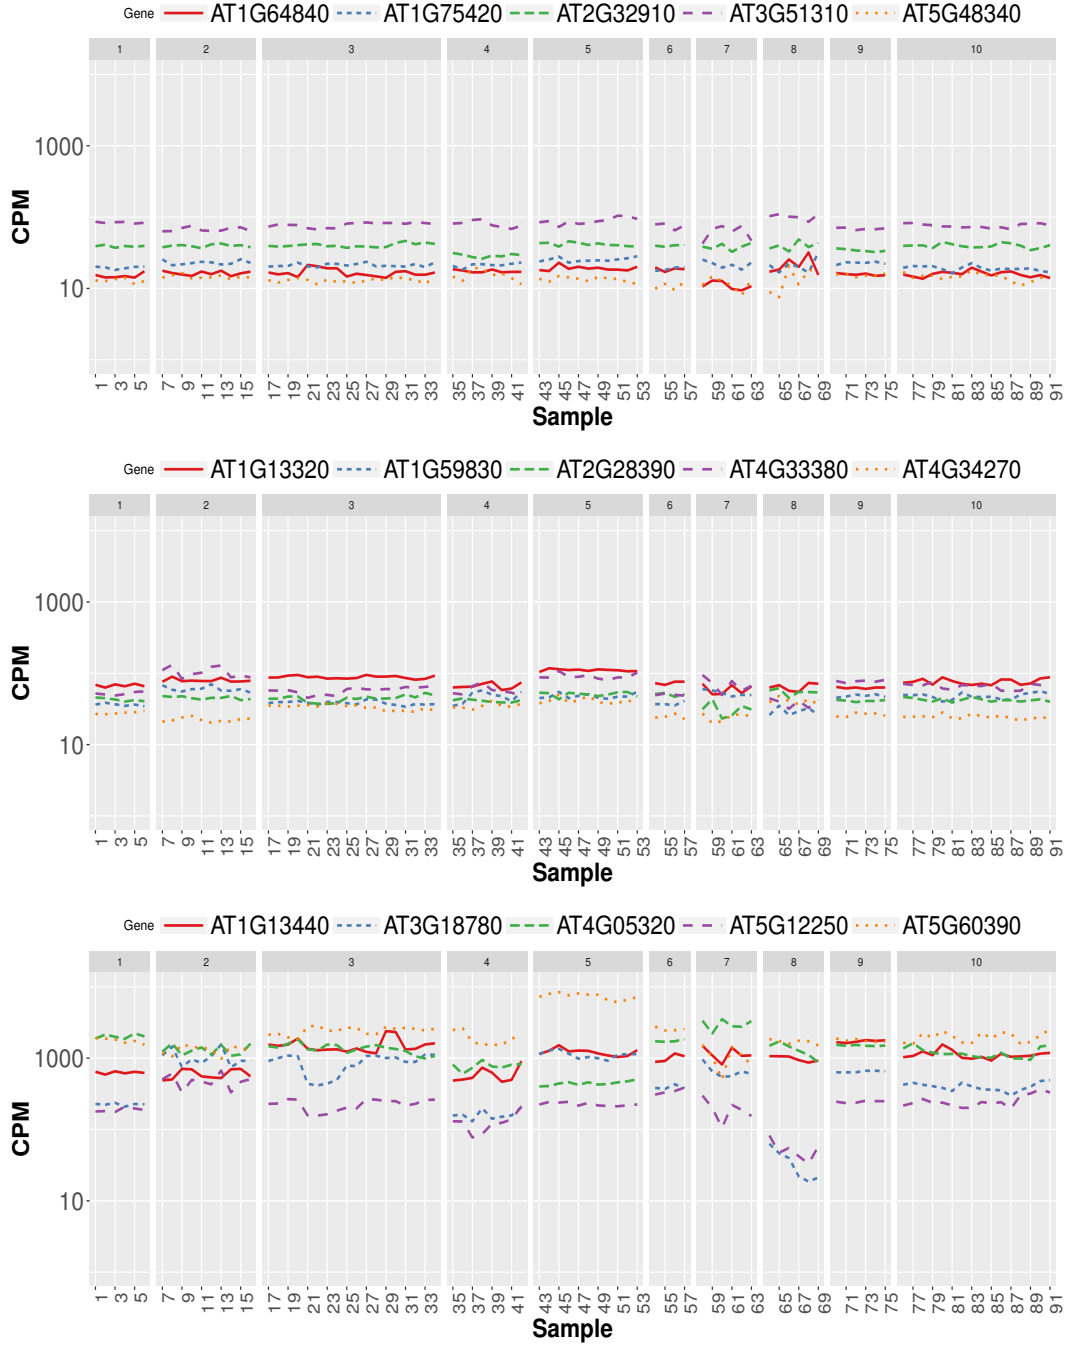 Gene AT1G64840 AT1G75420 AT2G32910 AT3G51310 AT5G48340
1 2 3 4 5 6 7 8 9 10
1000
10
CPM
1 3 5 7 9 11 13 15 17 19 21 23 25 27 29 31 33 35 37 39 41 43 45 47 49 51 53 55 57 59 61 63 65 67 69 71 73 75 77 79 81 83 85 87 89 91
Sample
Gene AT1G13320 AT1G59830 AT2G28390 AT4G33380 AT4G34270
1 2 3 4 5 6 7 8 9 10
1000
10
CPM
1 3 5 7 9 11 13 15 17 19 21 23 25 27 29 31 33 35 37 39 41 43 45 47 49 51 53 55 57 59 61 63 65 67 69 71 73 75 77 79 81 83 85 87 89 91
Sample
Gene AT1G13440 AT3G18780 AT4G05320 AT5G12250 AT5G60390
1 2 3 4 5 6 7 8 9 10
1000
10
CPM
1 3 5 7 9 11 13 15 17 19 21 23 25 27 29 31 33 35 37 39 41 43 45 47 49 51 53 55 57 59 61 63 65 67 69 71 73 75 77 79 81 83 85 87 89 91
Sample